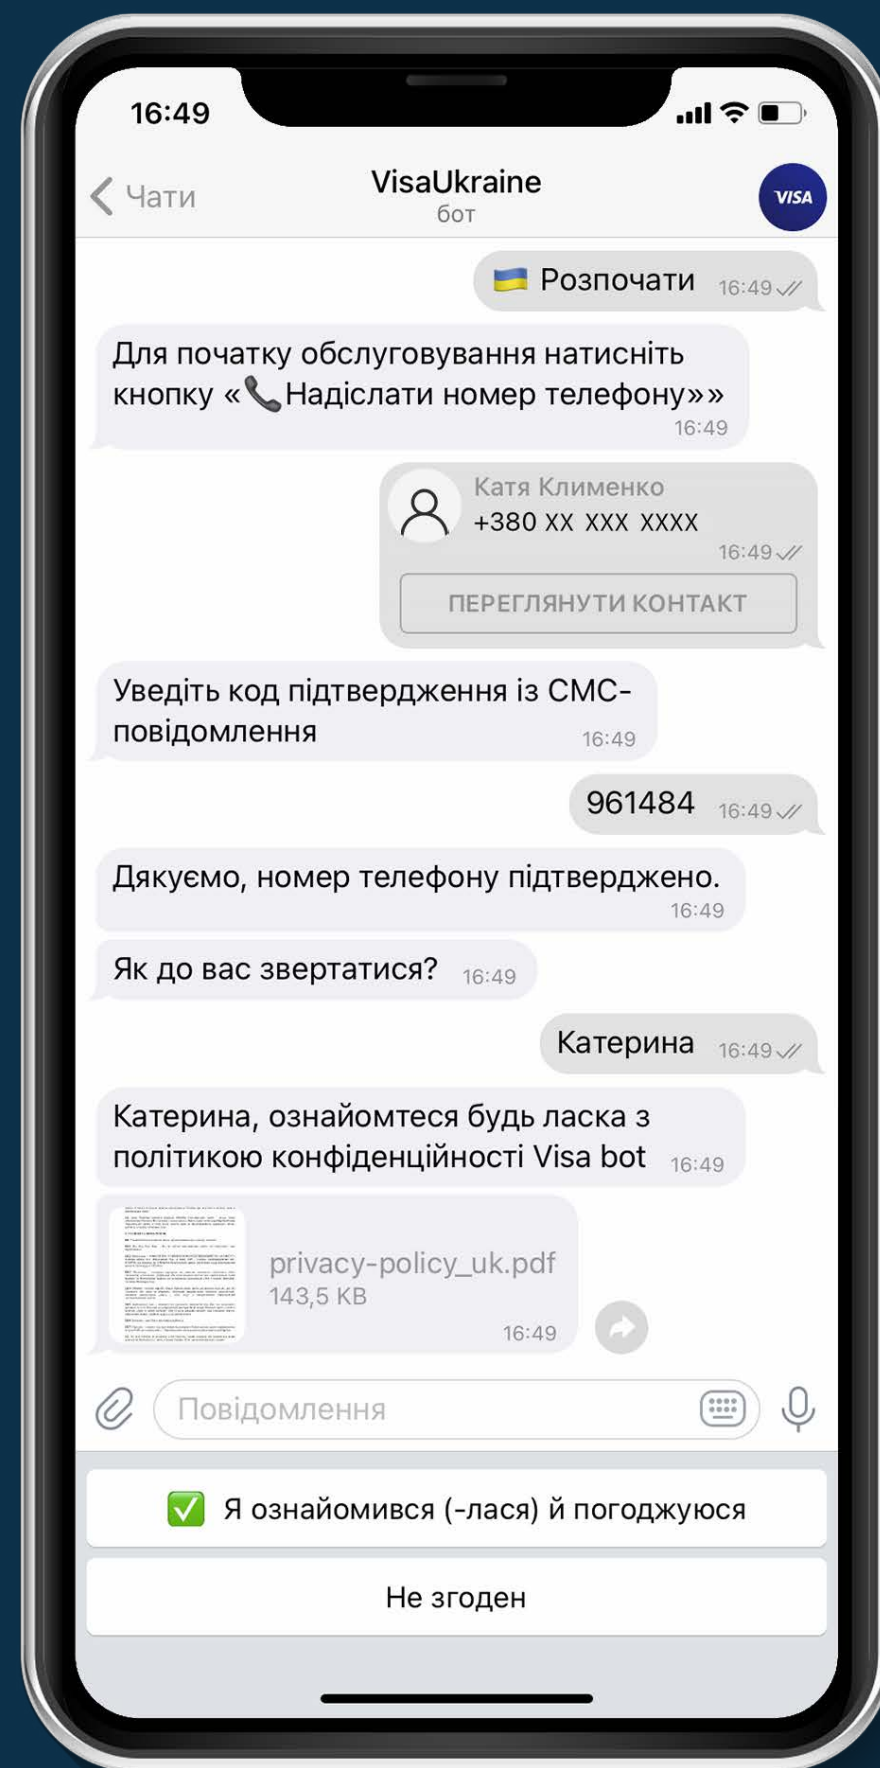 16:49
Чати
VisaUkraine
бот
VISA
Розпочати 16:49
Для початку обслуговування натисніть
кнопку «📞Надіслати номер телефону»»
16:49
Катя Клименко
+380 XX XXX XXXX
16:49
ПЕРЕГЛЯНУТИ КОНТАКТ
Уведіть код підтвердження із СМС-
повідомлення 16:49
961484 16:49
Дякуємо, номер телефону підтверджено.
16:49
Як до вас звертатися? 16:49
Катерина 16:49
Катерина, ознайомтеся будь ласка з
політикою конфіденційності Visa bot 16:49
privacy-policy_uk.pdf
143,5 KB
16:49
Повідомлення
Я ознайомився (-лася) й погоджуюся
Не згоден